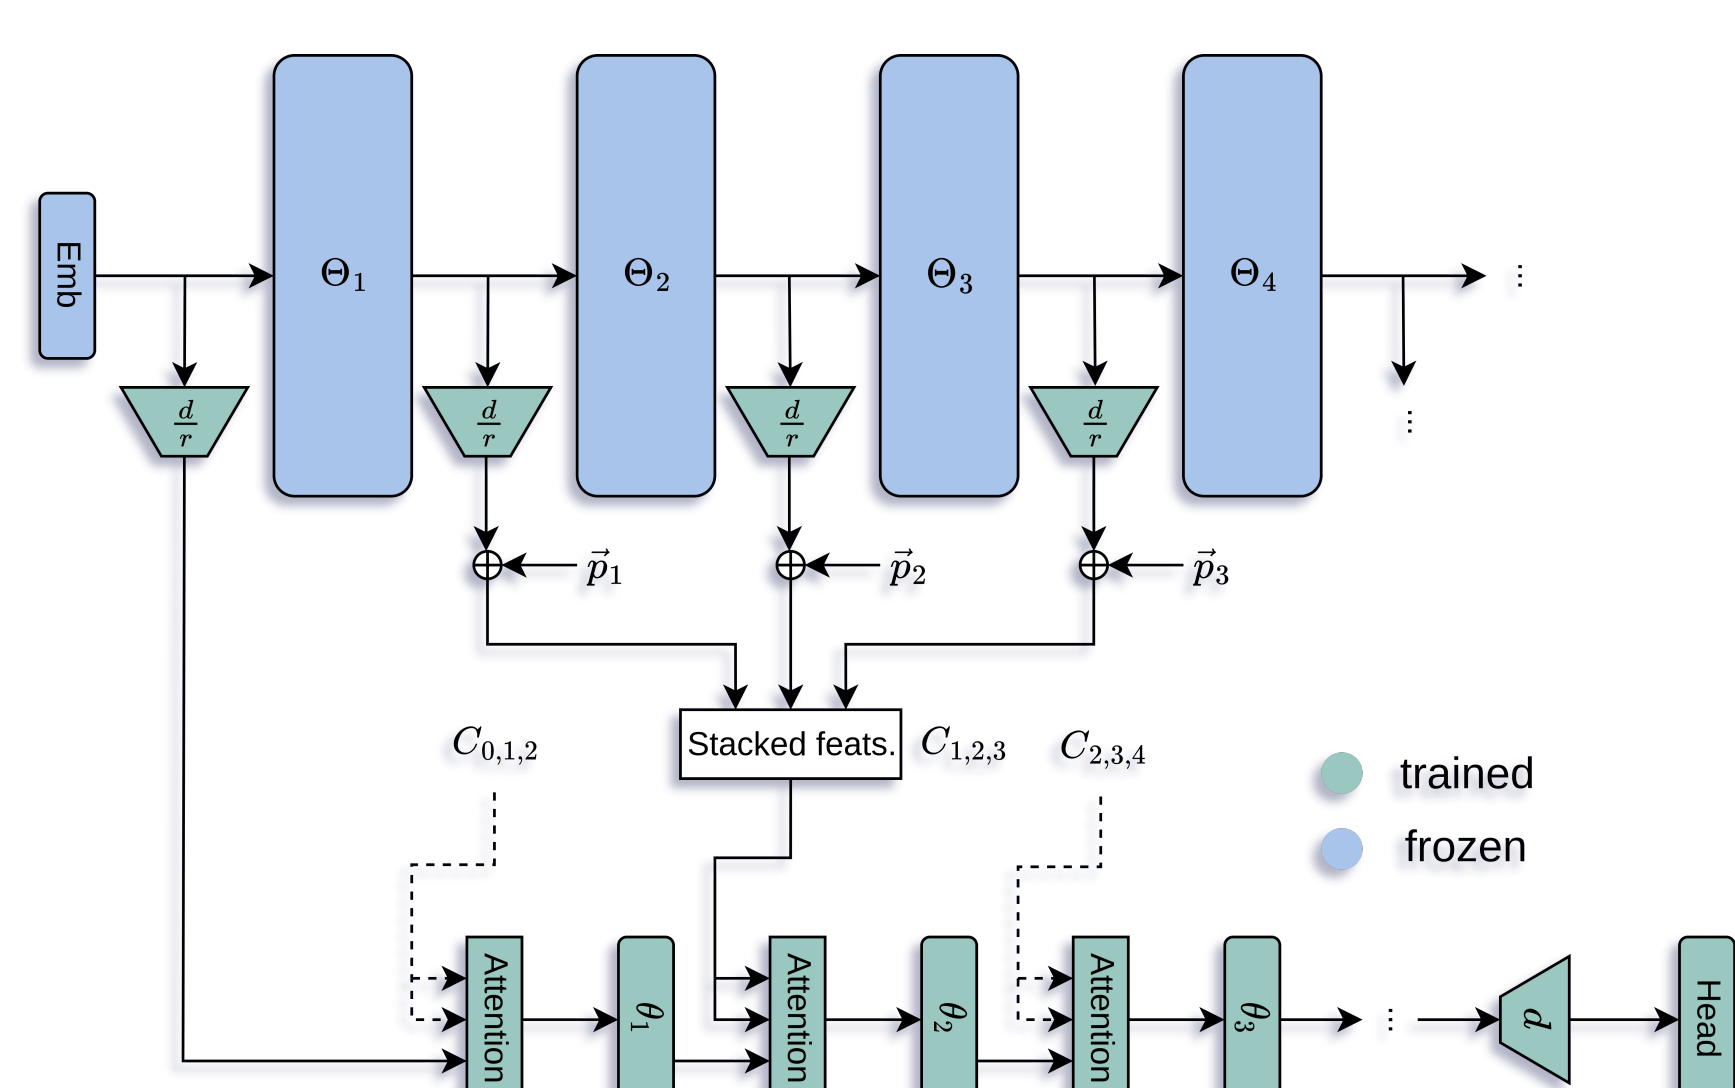 Emb
Θ₁
Θ₂
Θ₃
Θ₄
...
d/r
d/r
d/r
d/r
...
p⃗₁
p⃗₂
p⃗₃
C₀,₁,₂
Stacked feats.
C₁,₂,₃
C₂,₃,₄
trained
frozen
Attention
θ₁
Attention
θ₂
Attention
θ₃
...
d
Head